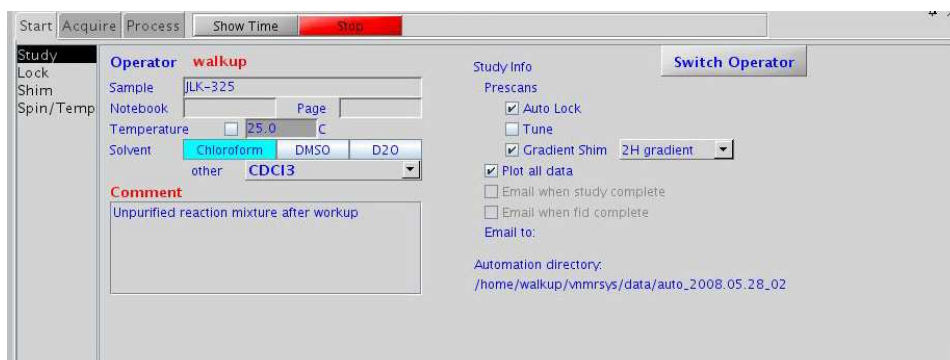 Start Acquire Process Show Time Stop
Study
Lock
Shim
Spin/Temp
Operator walkup
Sample JLK-325
Notebook Page
Temperature 25.0 C
Solvent Chloroform DMSO D2O
other CDCl3
Comment
Unpurified reaction mixture after workup
Study Info Switch Operator
Prescans
Auto Lock
Tune
Gradient Shim 2H gradient
Plot all data
Email when study complete
Email when fid complete
Email to:
Automation directory:
/home/walkup/vnmrsys/data/auto_2008.05.28_02